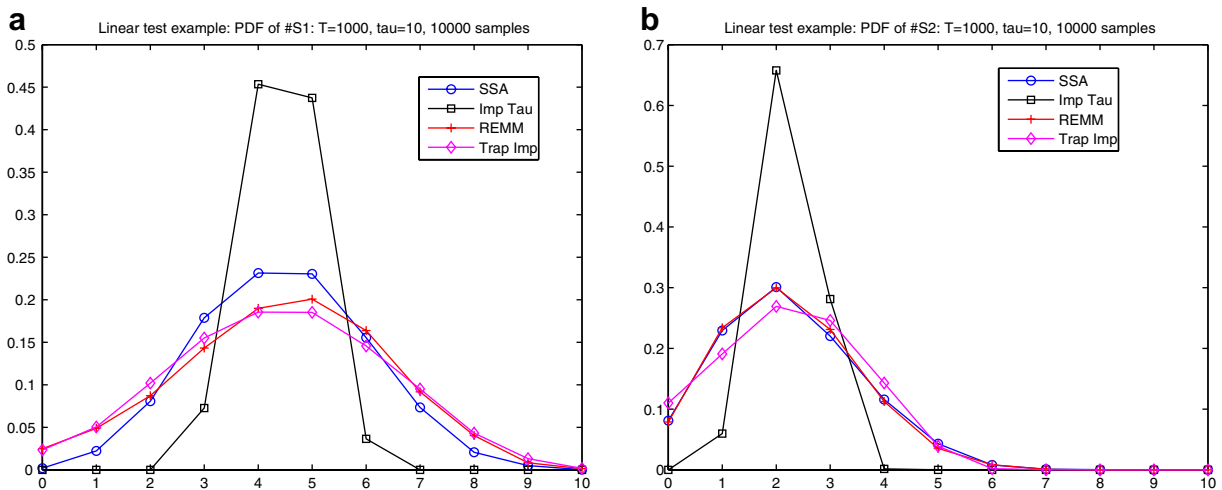 a
Linear test example: PDF of #S1: T=1000, tau=10, 10000 samples
0.5
0.45
0.4
0.35
0.3
0.25
0.2
0.15
0.1
0.05
0
0 1 2 3 4 5 6 7 8 9 10
SSA
Imp Tau
REMM
Trap Imp
b
Linear test example: PDF of #S2: T=1000, tau=10, 10000 samples
0.7
0.6
0.5
0.4
0.3
0.2
0.1
0
0 1 2 3 4 5 6 7 8 9 10
SSA
Imp Tau
REMM
Trap Imp